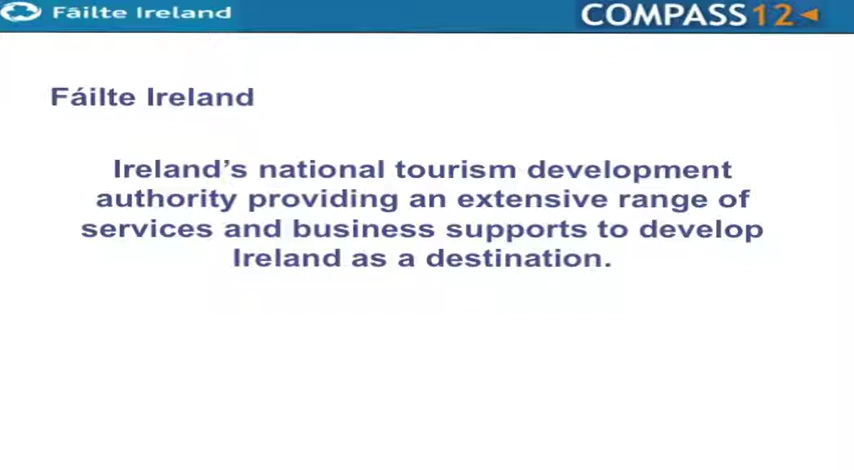 Fáilte Ireland
COMPASS12
Fáilte Ireland
Ireland's national tourism development
authority providing an extensive range of
services and business supports to develop
Ireland as a destination.